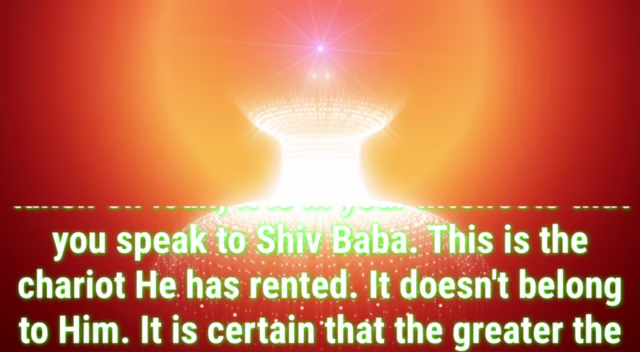 you speak to Shiv Baba. This is the
chariot He has rented. It doesn't belong
to Him. It is certain that the greater the